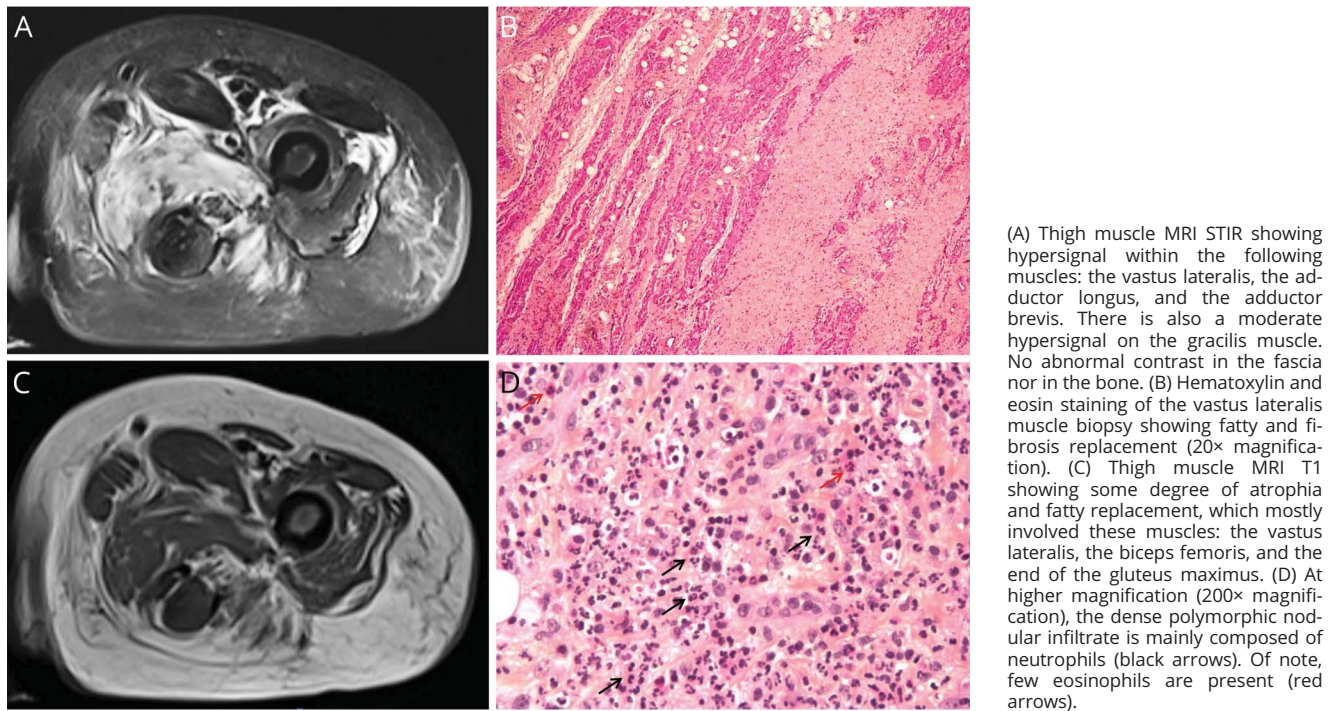 A
B
C
D
(A) Thigh muscle MRI STIR showing
hypersignal within the following
muscles: the vastus lateralis, the ad-
ductor longus, and the adductor
brevis. There is also a moderate
hypersignal on the gracilis muscle.
No abnormal contrast in the fascia
nor in the bone. (B) Hematoxylin and
eosin staining of the vastus lateralis
muscle biopsy showing fatty and fi-
brosis replacement (20× magnifica-
tion). (C) Thigh muscle MRI T1
showing some degree of atrophia
and fatty replacement, which mostly
involved these muscles: the vastus
lateralis, the biceps femoris, and the
end of the gluteus maximus. (D) At
higher magnification (200× magnifi-
cation), the dense polymorphic nod-
ular infiltrate is mainly composed of
neutrophils (black arrows). Of note,
few eosinophils are present (red
arrows).